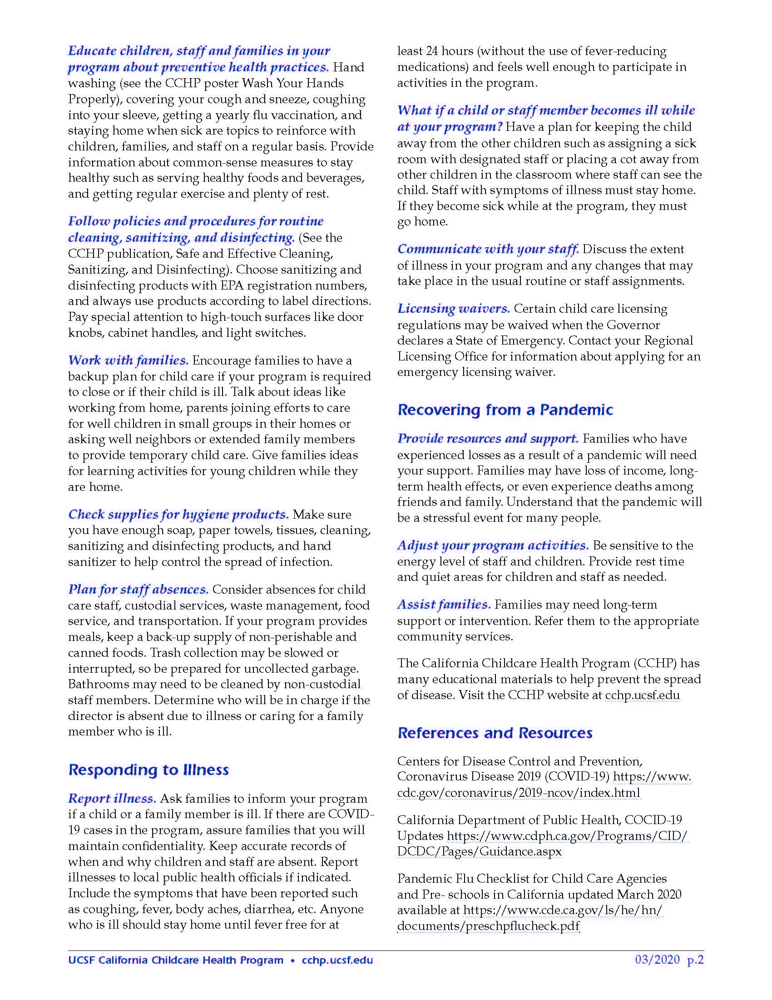 Educate children, staff and families in your
program about preventive health practices. Hand
washing (see the CCHP poster Wash Your Hands
Properly), covering your cough and sneeze, coughing
into your sleeve, getting a yearly flu vaccination, and
staying home when sick are topics to reinforce with
children, families, and staff on a regular basis. Provide
information about common-sense measures to stay
healthy such as serving healthy foods and beverages,
and getting regular exercise and plenty of rest.
Follow policies and procedures for routine
cleaning, sanitizing, and disinfecting. (See the
CCHP publication, Safe and Effective Cleaning,
Sanitizing, and Disinfecting). Choose sanitizing and
disinfecting products with EPA registration numbers,
and always use products according to label directions.
Pay special attention to high-touch surfaces like door
knobs, cabinet handles, and light switches.
Work with families. Encourage families to have a
backup plan for child care if your program is required
to close or if their child is ill. Talk about ideas like
working from home, parents joining efforts to care
for well children in small groups in their homes or
asking well neighbors or extended family members
to provide temporary child care. Give families ideas
for learning activities for young children while they
are home.
Check supplies for hygiene products. Make sure
you have enough soap, paper towels, tissues, cleaning,
sanitizing and disinfecting products, and hand
sanitizer to help control the spread of infection.
Plan for staff absences. Consider absences for child
care staff, custodial services, waste management, food
service, and transportation. If your program provides
meals, keep a back-up supply of non-perishable and
canned foods. Trash collection may be slowed or
interrupted, so be prepared for uncollected garbage.
Bathrooms may need to be cleaned by non-custodial
staff members. Determine who will be in charge if the
director is absent due to illness or caring for a family
member who is ill.
Responding to Illness
Report illness. Ask families to inform your program
if a child or a family member is ill. If there are COVID-
19 cases in the program, assure families that you will
maintain confidentiality. Keep accurate records of
when and why children and staff are absent. Report
illnesses to local public health officials if indicated.
Include the symptoms that have been reported such
as coughing, fever, body aches, diarrhea, etc. Anyone
who is ill should stay home until fever free for at
least 24 hours (without the use of fever-reducing
medications) and feels well enough to participate in
activities in the program.
What if a child or staff member becomes ill while
at your program? Have a plan for keeping the child
away from the other children such as assigning a sick
room with designated staff or placing a cot away from
other children in the classroom where staff can see the
child. Staff with symptoms of illness must stay home.
If they become sick while at the program, they must
go home.
Communicate with your staff. Discuss the extent
of illness in your program and any changes that may
take place in the usual routine or staff assignments.
Licensing waivers. Certain child care licensing
regulations may be waived when the Governor
declares a State of Emergency. Contact your Regional
Licensing Office for information about applying for an
emergency licensing waiver.
Recovering from a Pandemic
Provide resources and support. Families who have
experienced losses as a result of a pandemic will need
your support. Families may have loss of income, long-
term health effects, or even experience deaths among
friends and family. Understand that the pandemic will
be a stressful event for many people.
Adjust your program activities. Be sensitive to the
energy level of staff and children. Provide rest time
and quiet areas for children and staff as needed.
Assist families. Families may need long-term
support or intervention. Refer them to the appropriate
community services.
The California Childcare Health Program (CCHP) has
many educational materials to help prevent the spread
of disease. Visit the CCHP website at cchp.ucsf.edu
References and Resources
Centers for Disease Control and Prevention,
Coronavirus Disease 2019 (COVID-19) https://www.
cdc.gov/coronavirus/2019-ncov/index.html
California Department of Public Health, COCID-19
Updates https://www.cdph.ca.gov/Programs/CID/
DCDC/Pages/Guidance.aspx
Pandemic Flu Checklist for Child Care Agencies
and Pre- schools in California updated March 2020
available at https://www.cde.ca.gov/ls/he/hn/
documents/preschpflucheck.pdf
UCSF California Childcare Health Program • cchp.ucsf.edu
03/2020 p.2